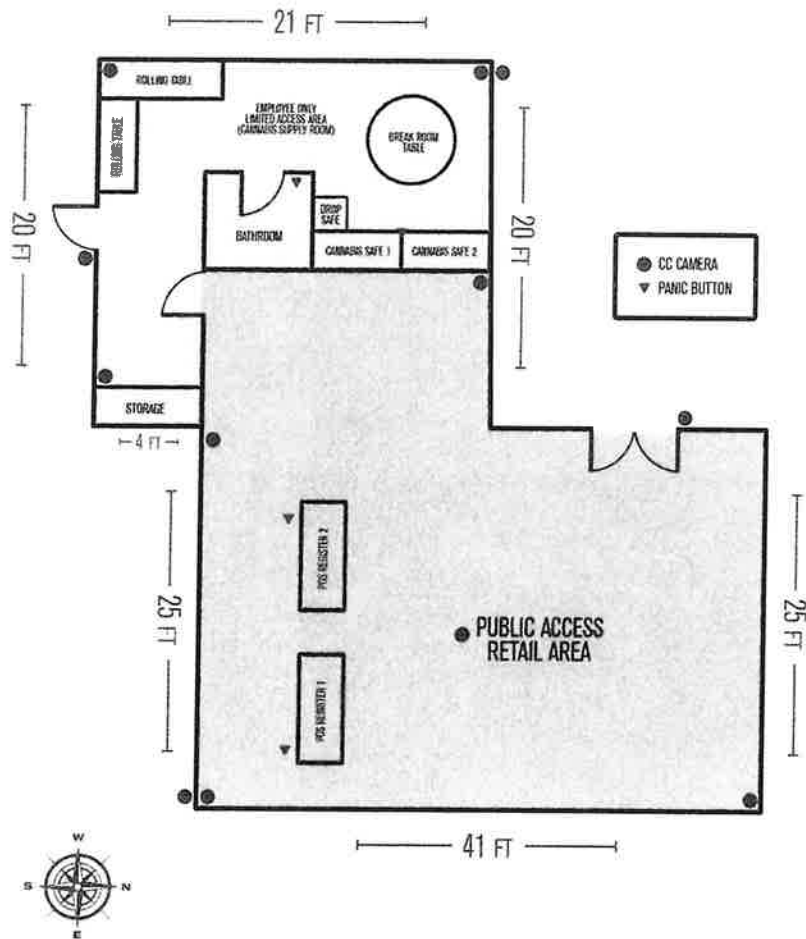 21 FT
ROLLING TABLE
EMPLOYEE ONLY
LIMITED ACCESS AREA
(CANNABIS SUPPLY ROOM)
BREAK ROOM
TABLE
ROLLING TABLE
20 FT
20 FT
DROP
SAFE
BATHROOM
CANNABIS SAFE 1
CANNABIS SAFE 2
CC CAMERA
PANIC BUTTON
STORAGE
4 FT
POS REGISTER 2
25 FT
25 FT
PUBLIC ACCESS
RETAIL AREA
POS REGISTER 1
41 FT
W
S
N
E